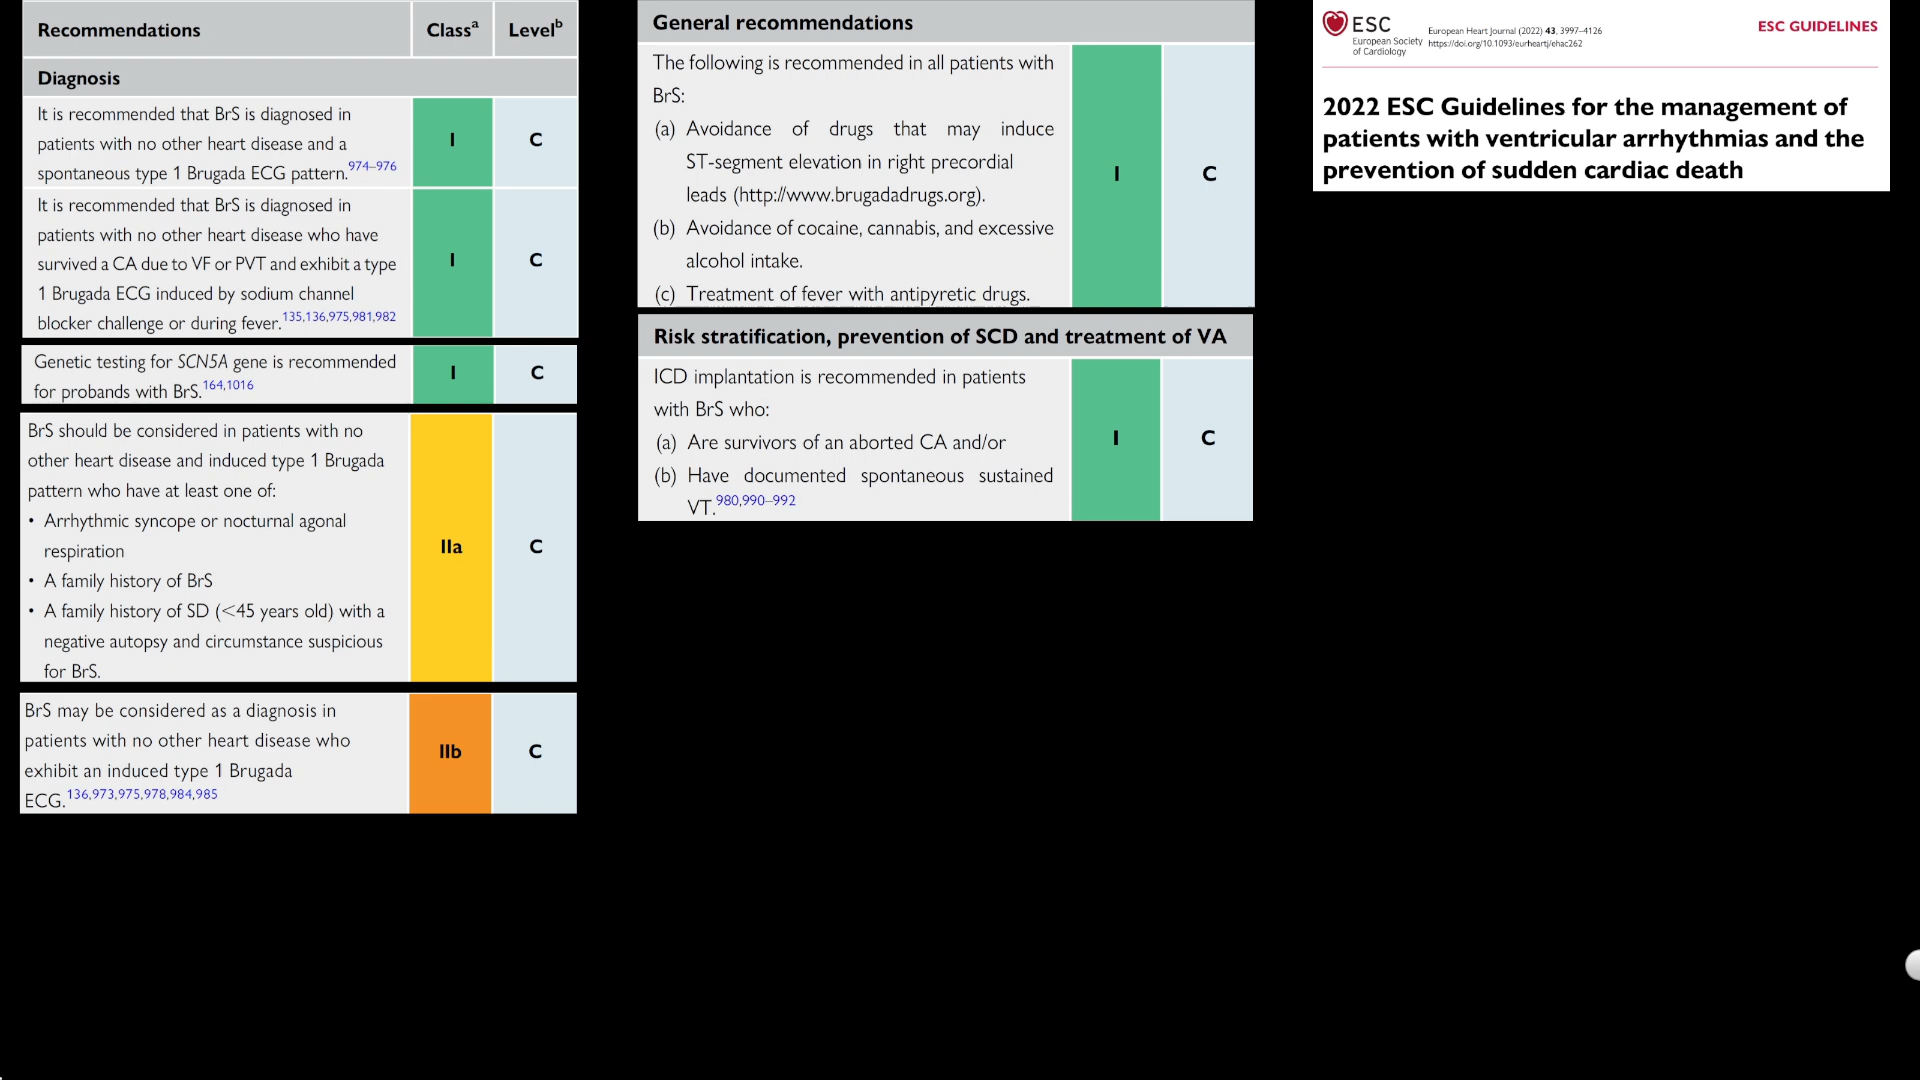 Recommendations Classa Levelb
Diagnosis
It is recommended that BrS is diagnosed in
patients with no other heart disease and a
spontaneous type 1 Brugada ECG pattern.974–976
I C
It is recommended that BrS is diagnosed in
patients with no other heart disease who have
survived a CA due to VF or PVT and exhibit a type
1 Brugada ECG induced by sodium channel
blocker challenge or during fever.135,136,975,981,982
I C
Genetic testing for SCN5A gene is recommended
for probands with BrS.164,1016
I C
BrS should be considered in patients with no
other heart disease and induced type 1 Brugada
pattern who have at least one of:
• Arrhythmic syncope or nocturnal agonal
respiration
• A family history of BrS
• A family history of SD (<45 years old) with a
negative autopsy and circumstance suspicious
for BrS.
IIa C
BrS may be considered as a diagnosis in
patients with no other heart disease who
exhibit an induced type 1 Brugada
ECG.136,973,975,978,984,985
IIb C
General recommendations
The following is recommended in all patients with
BrS:
(a) Avoidance of drugs that may induce
ST-segment elevation in right precordial
leads (http://www.brugadadrugs.org).
(b) Avoidance of cocaine, cannabis, and excessive
alcohol intake.
(c) Treatment of fever with antipyretic drugs.
I C
Risk stratification, prevention of SCD and treatment of VA
ICD implantation is recommended in patients
with BrS who:
(a) Are survivors of an aborted CA and/or
(b) Have documented spontaneous sustained
VT.980,990–992
I C
ESC
European Society
of Cardiology
European Heart Journal (2022) 43, 3997–4126
https://doi.org/10.1093/eurheartj/ehac262
ESC GUIDELINES
2022 ESC Guidelines for the management of
patients with ventricular arrhythmias and the
prevention of sudden cardiac death